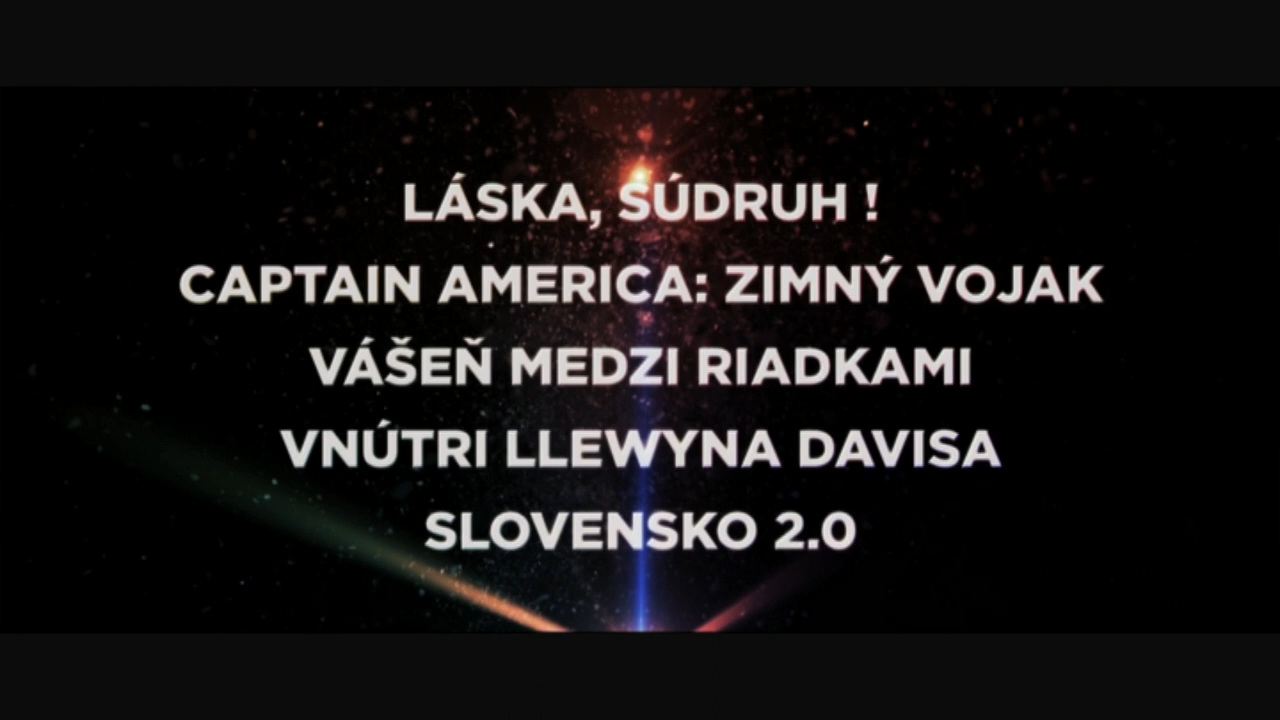 LÁSKA, SÚDRUH !
CAPTAIN AMERICA: ZIMNÝ VOJAK
VÁŠEŇ MEDZI RIADKAMI
VNÚTRI LLEWYNA DAVISA
SLOVENSKO 2.0